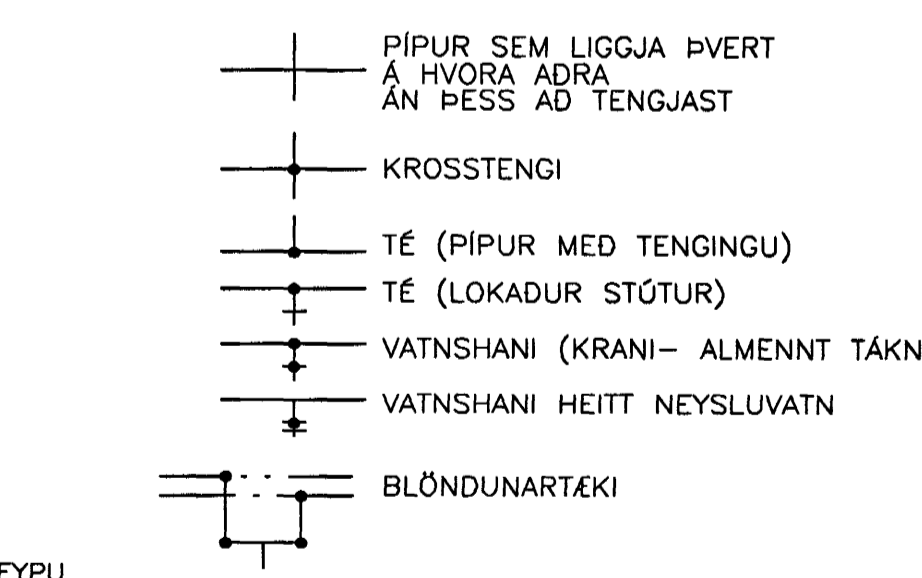 PÍPUR SEM LIGGJA ÞVERT
Á HVORA AÐRA
ÁN ÞESS AÐ TENGJAST
KROSSTENGI
TÉ (PÍPUR MEÐ TENGINGU)
TÉ (LOKAÐUR STÚTUR)
VATNSHANI (KRANI– ALMENNT TÁKN
VATNSHANI HEITT NEYSLUVATN
BLÖNDUNARTÆKI